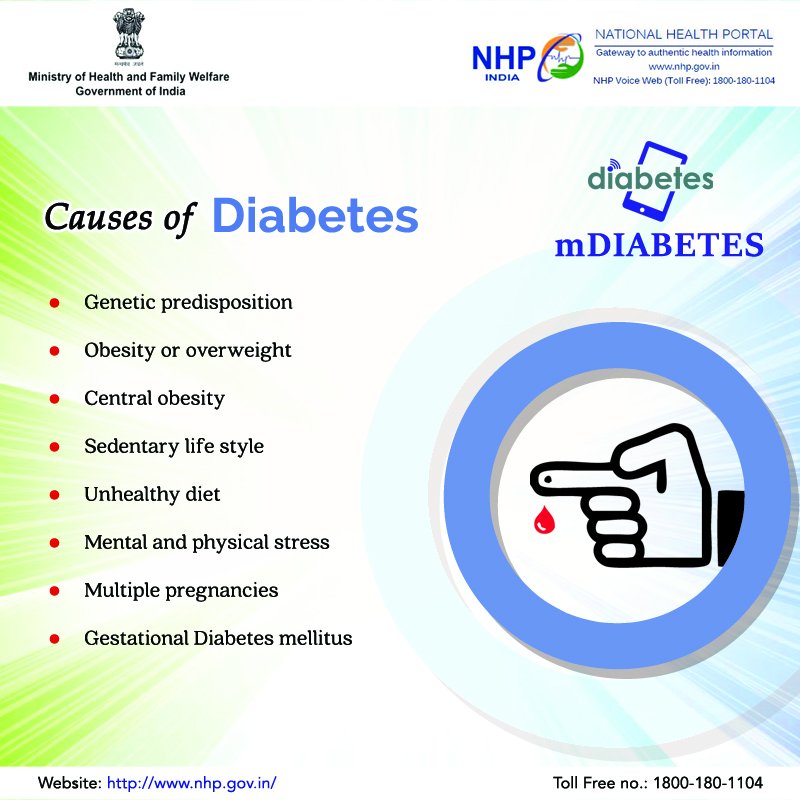 सत्यमेव जयते
Ministry of Health and Family Welfare
Government of India
NHP
INDIA
NATIONAL HEALTH PORTAL
Gateway to authentic health information
www.nhp.gov.in
NHP Voice Web (Toll Free): 1800-180-1104
diabetes
mDIABETES
Causes of Diabetes
Genetic predisposition
Obesity or overweight
Central obesity
Sedentary life style
Unhealthy diet
Mental and physical stress
Multiple pregnancies
Gestational Diabetes mellitus
Website: http://www.nhp.gov.in/
Toll Free no.: 1800-180-1104